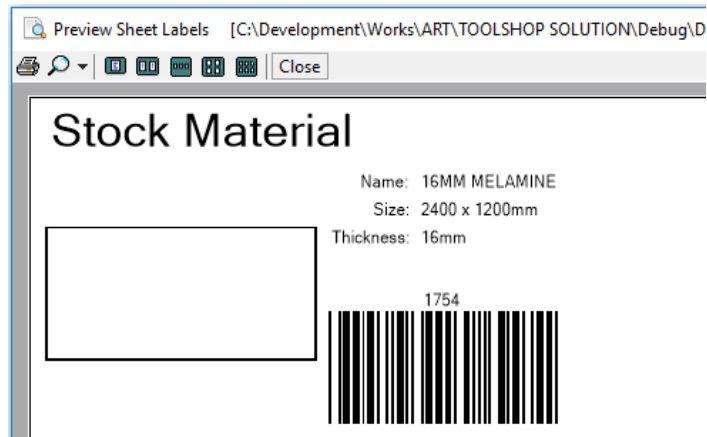 Preview Sheet Labels [C:\Development\Works\ART\TOOLSHOP SOLUTION\Debug\D
Close
Stock Material
Name: 16MM MELAMINE
Size: 2400 x 1200mm
Thickness: 16mm
1754